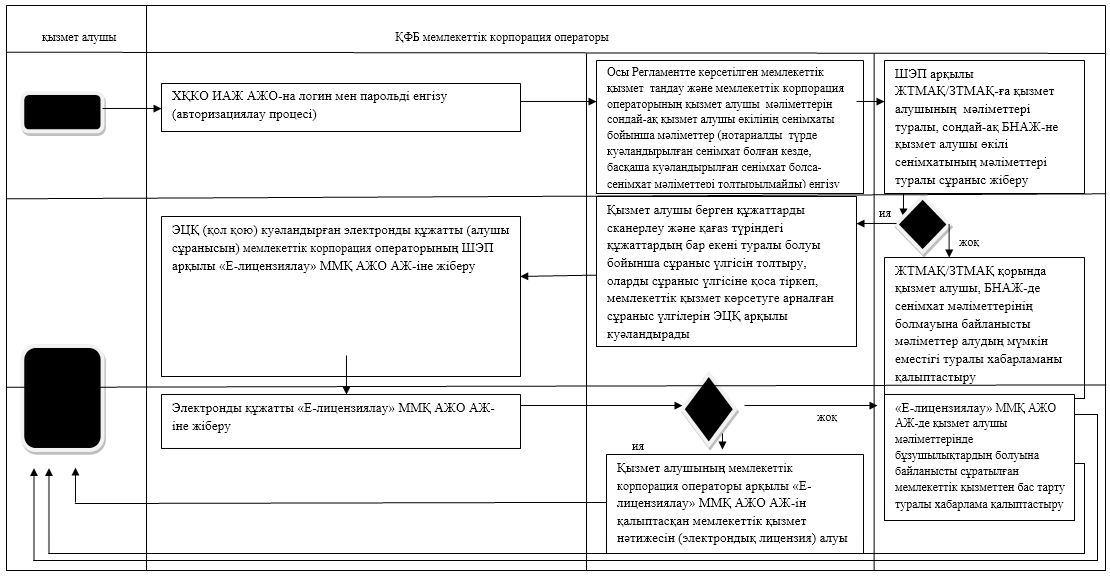 қызмет алушы
ҚФБ мемлекеттік корпорация операторы
ХҚКО ИАЖ АЖО-на логин мен парольді енгізу
(авторизациялау процесі)
Осы Регламентте көрсетілген мемлекеттік
қызмет тандау және мемлекеттік корпорация
операторының қызмет алушы мәліметтерін
сондай-ақ қызмет алушы өкілінің сенімхаты
бойынша мәліметтер (нотариалды түрде
куәландырылған сенімхат болған кезде,
басқаша куәландырылған сенімхат болса-
сенімхат мәліметтері толтырылмайды) енгізу
ШЭП арқылы
ЖТМАҚ/ЗТМАҚ-ға қызмет
алушының мәліметтері
туралы, сондай-ақ БНАЖ-не
қызмет алушы өкілі
сенімхатының мәліметтері
туралы сұраныс жіберу
ЭЦҚ (қол қою) куәландырған электронды құжатты (алушы
сұранысын) мемлекеттік корпорация операторының ШЭП
арқылы «Е-лицензиялау» ММҚ АЖО АЖ-іне жіберу
Қызмет алушы берген құжаттарды
сканерлеу және қағаз түріндегі
құжаттардың бар екені туралы болуы
бойынша сұраныс үлгісін толтыру,
оларды сұраныс үлгісіне қоса тіркеп,
мемлекеттік қызмет көрсетуге арналған
сұраныс үлгілерін ЭЦҚ арқылы
куәландырады
ия
жоқ
ЖТМАҚ/ЗТМАҚ қорында
қызмет алушы, БНАЖ-де
сенімхат мәліметтерінің
болмауына байланысты
мәліметтер алудың мүмкін
еместігі туралы хабарламаны
қалыптастыру
Электронды құжатты «Е-лицензиялау» ММҚ АЖО АЖ-
іне жіберу
жоқ
ия
«Е-лицензиялау» ММҚ АЖО
АЖ-де қызмет алушы
мәліметтерінде
бұзушылықтардың болуына
байланысты сұратылған
мемлекеттік қызметтен бас тарту
туралы хабарлама қалыптастыру
Қызмет алушының мемлекеттік
корпорация операторы арқылы «Е-
лицензиялау» ММҚ АЖО АЖ-ін
қалыптасқан мемлекеттік қызмет
нәтижесін (электрондық лицензия) алуы